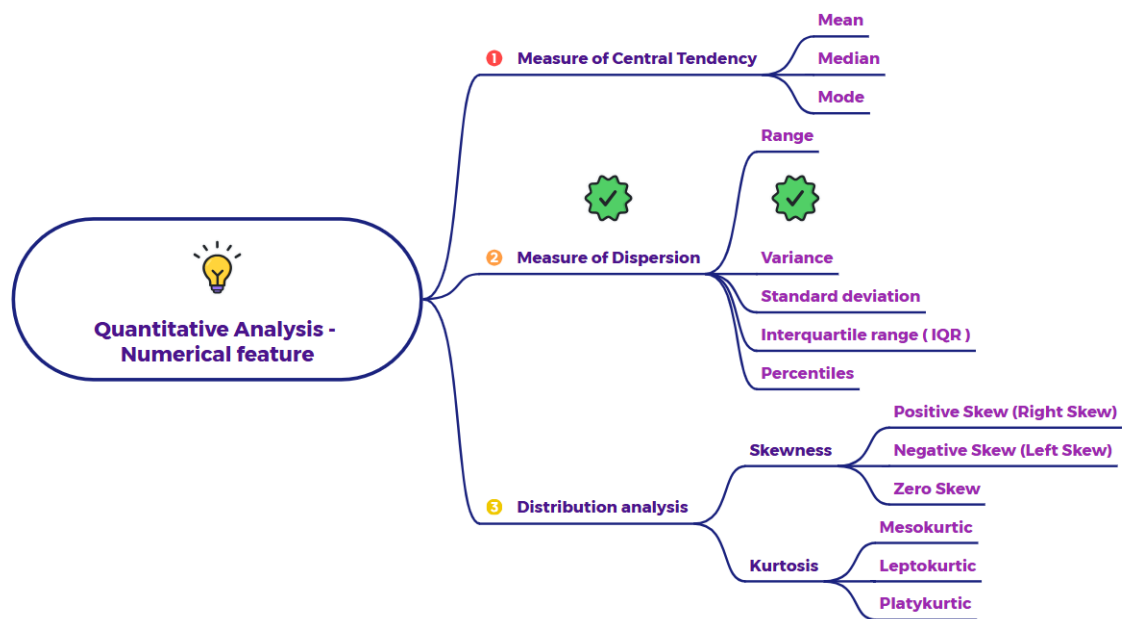 Quantitative Analysis -
Numerical feature
1 Measure of Central Tendency
Mean
Median
Mode
2 Measure of Dispersion
Range
Variance
Standard deviation
Interquartile range ( IQR )
Percentiles
3 Distribution analysis
Skewness
Positive Skew (Right Skew)
Negative Skew (Left Skew)
Zero Skew
Kurtosis
Mesokurtic
Leptokurtic
Platykurtic